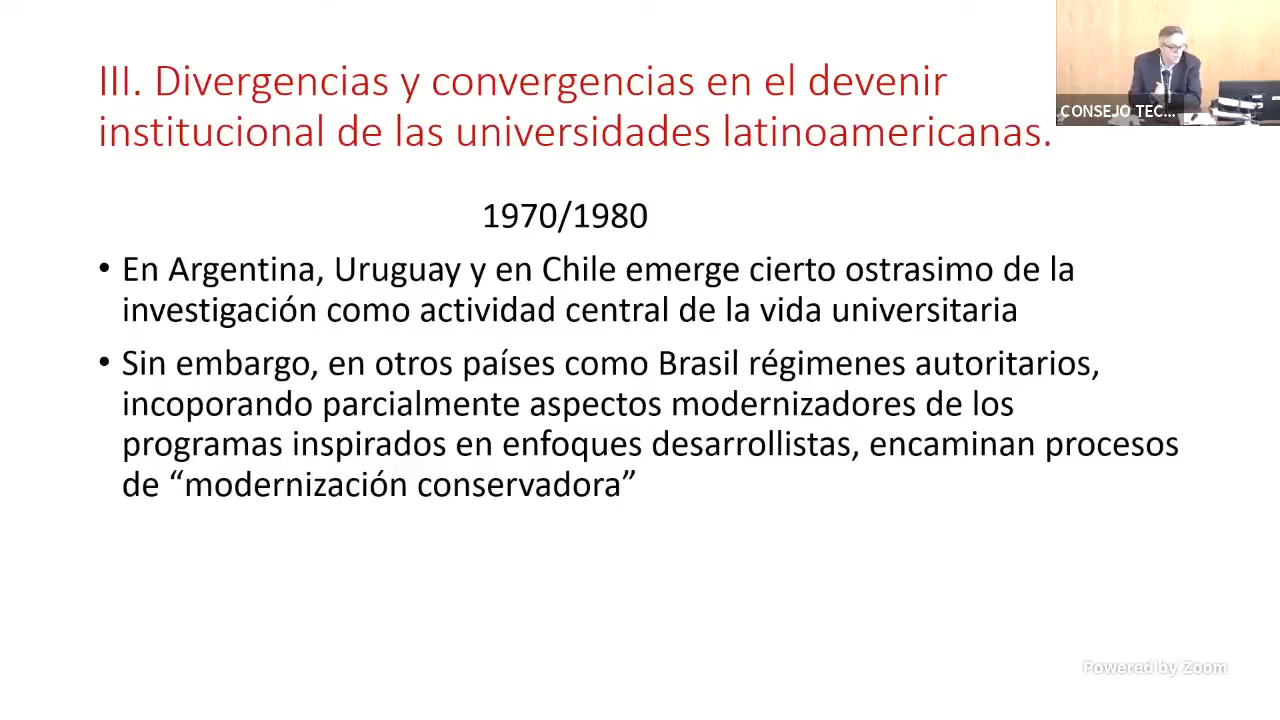 III. Divergencias y convergencias en el devenir
institucional de las universidades latinoamericanas.
CONSEJO TEC...
1970/1980
• En Argentina, Uruguay y en Chile emerge cierto ostrasimo de la
investigación como actividad central de la vida universitaria
• Sin embargo, en otros países como Brasil régimenes autoritarios,
incoporando parcialmente aspectos modernizadores de los
programas inspirados en enfoques desarrollistas, encaminan procesos
de “modernización conservadora”
Powered by Zoom